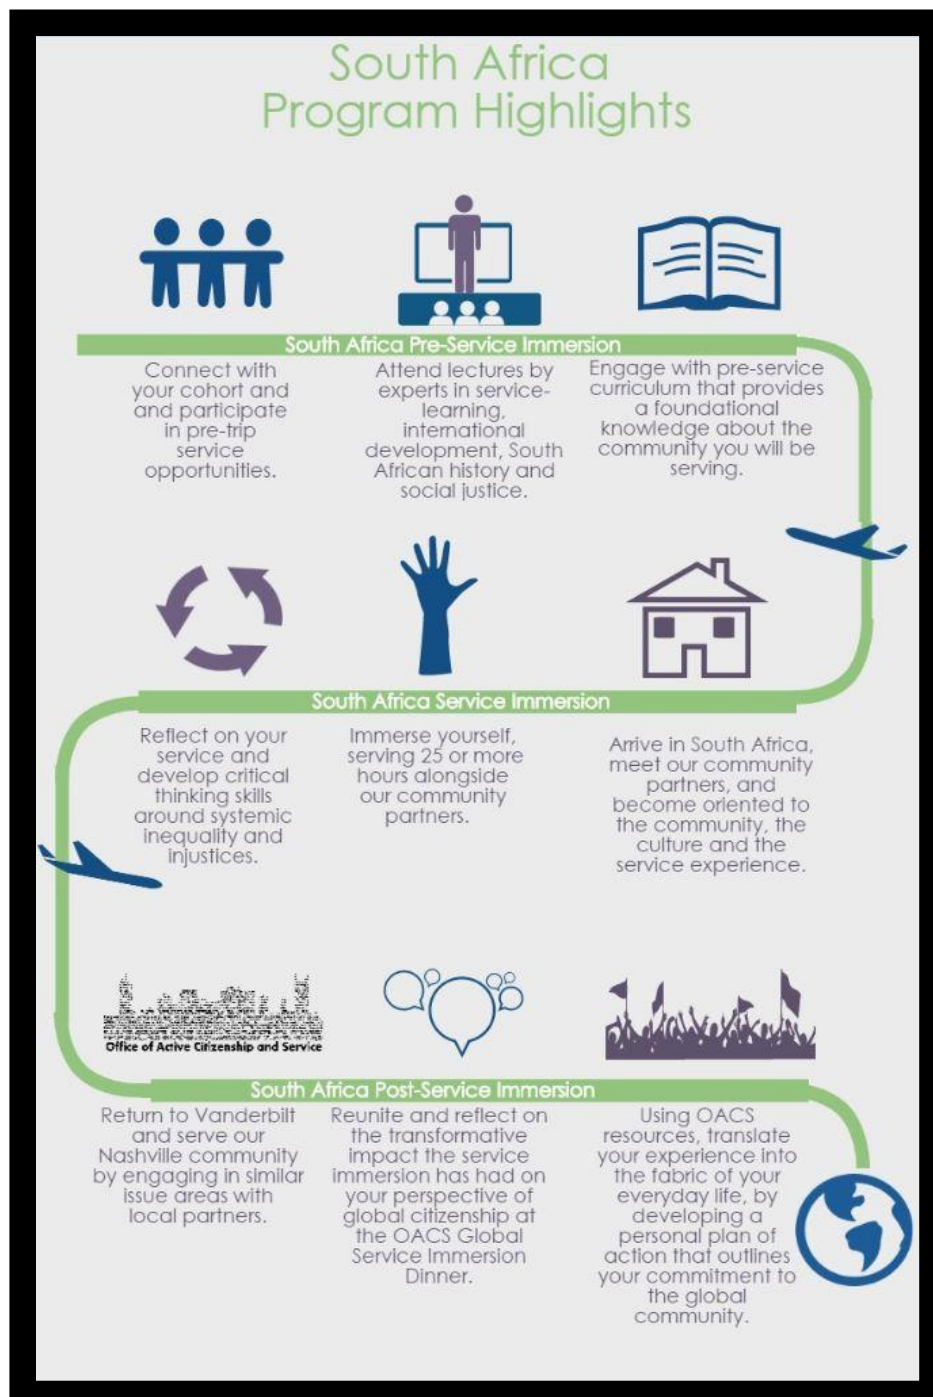 South Africa
Program Highlights
South Africa Pre-Service Immersion
Connect with
your cohort and
and participate
in pre-trip
service
opportunities.
Attend lectures by
experts in service-
learning,
international
development, South
African history and
social justice.
Engage with pre-service
curriculum that provides
a foundational
knowledge about the
community you will be
serving.
South Africa Service Immersion
Reflect on your
service and
develop critical
thinking skills
around systemic
inequality and
injustices.
Immerse yourself,
serving 25 or more
hours alongside
our community
partners.
Arrive in South Africa,
meet our community
partners, and
become oriented to
the community, the
culture and the
service experience.
Office of Active Citizenship and Service
South Africa Post-Service Immersion
Return to Vanderbilt
and serve our
Nashville community
by engaging in similar
issue areas with
local partners.
Reunite and reflect on
the transformative
impact the service
immersion has had on
your perspective of
global citizenship at
the OACS Global
Service Immersion
Dinner.
Using OACS
resources, translate
your experience into
the fabric of your
everyday life, by
developing a
personal plan of
action that outlines
your commitment to
the global
community.